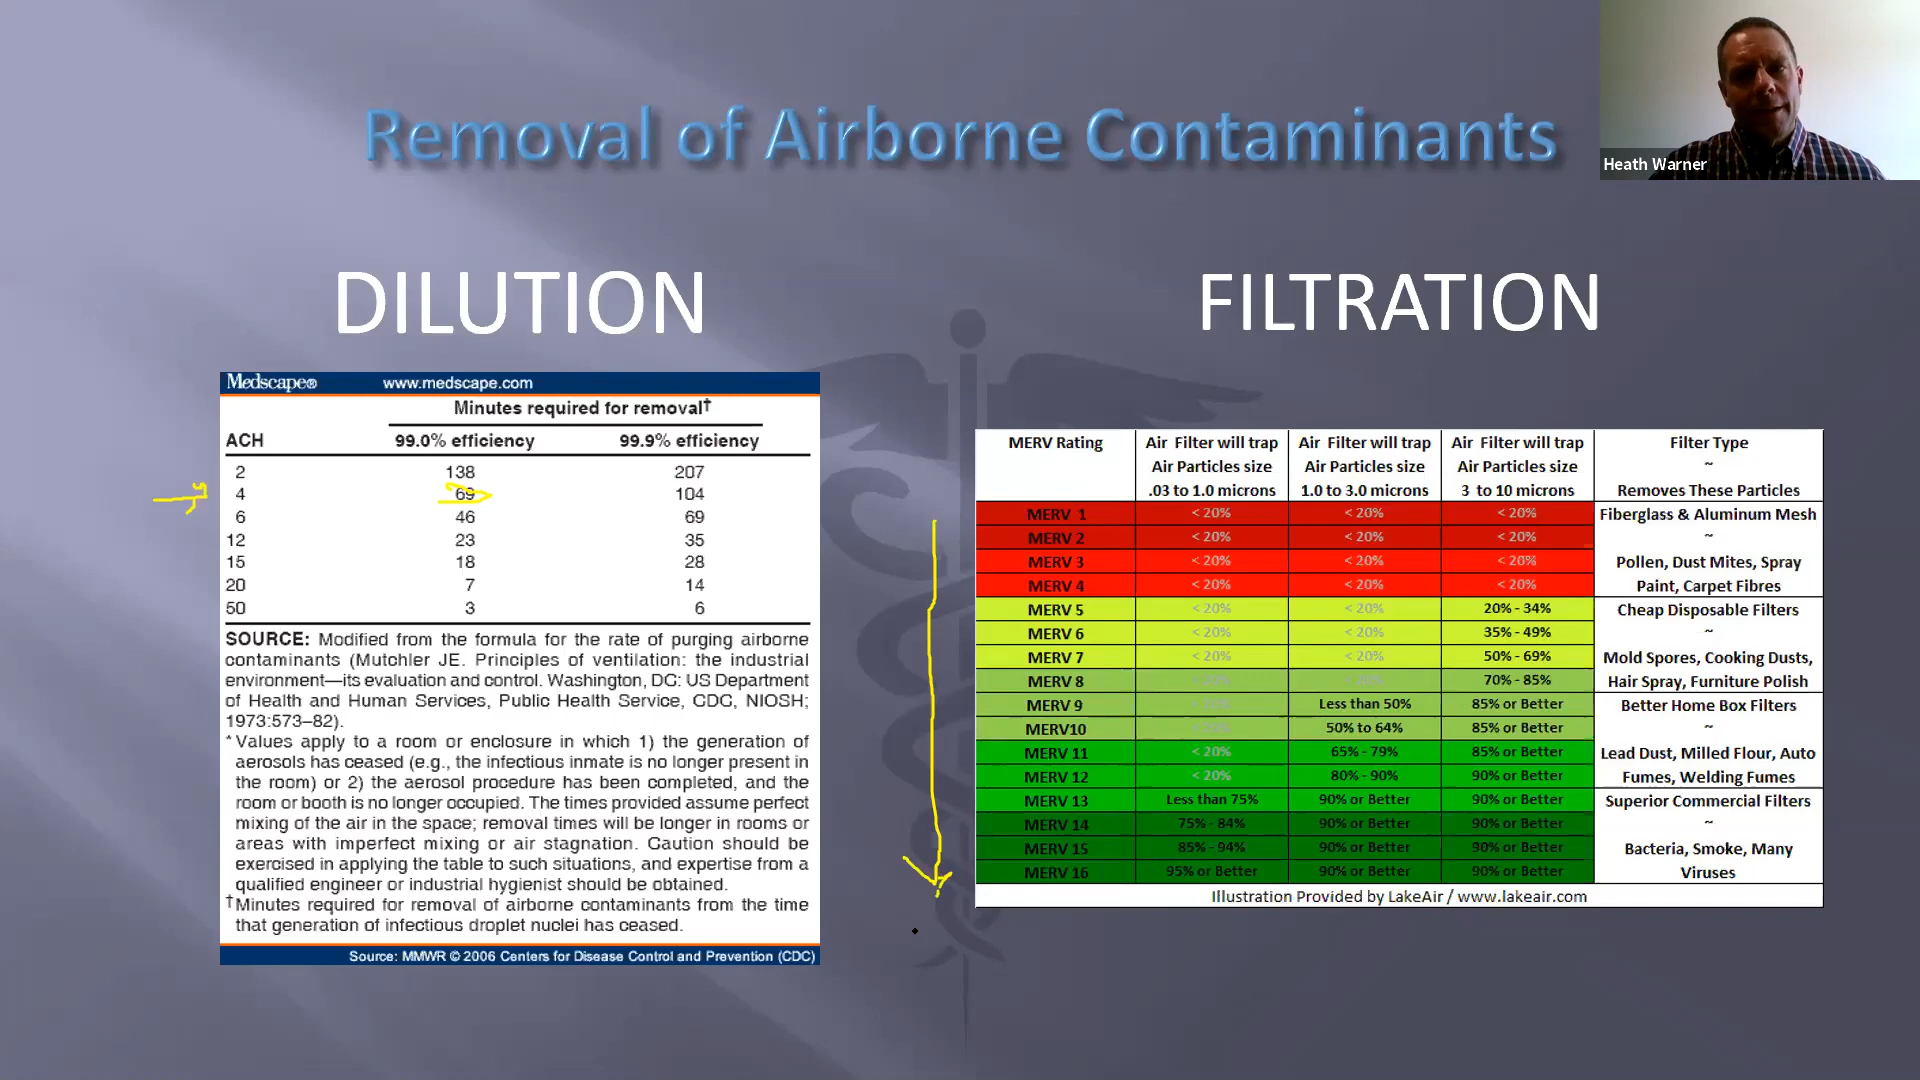 Removal of Airborne Contaminants
Heath Warner
DILUTION
FILTRATION
Medscape® www.medscape.com
Minutes required for removal†
ACH 99.0% efficiency 99.9% efficiency
2 138 207
4 69 104
6 46 69
12 23 35
15 18 28
20 7 14
50 3 6
SOURCE: Modified from the formula for the rate of purging airborne
contaminants (Mutchler JE. Principles of ventilation: the industrial
environment—its evaluation and control. Washington, DC: US Department
of Health and Human Services, Public Health Service, CDC, NIOSH;
1973:573–82).
*Values apply to a room or enclosure in which 1) the generation of
aerosols has ceased (e.g., the infectious inmate is no longer present in
the room) or 2) the aerosol procedure has been completed, and the
room or booth is no longer occupied. The times provided assume perfect
mixing of the air in the space; removal times will be longer in rooms or
areas with imperfect mixing or air stagnation. Caution should be
exercised in applying the table to such situations, and expertise from a
qualified engineer or industrial hygienist should be obtained.
†Minutes required for removal of airborne contaminants from the time
that generation of infectious droplet nuclei has ceased.
Source: MMWR © 2006 Centers for Disease Control and Prevention (CDC)
MERV Rating Air Filter will trap Air Filter will trap Air Filter will trap Filter Type
Air Particles size Air Particles size Air Particles size ~
.03 to 1.0 microns 1.0 to 3.0 microns 3 to 10 microns Removes These Particles
MERV 1 < 20% < 20% < 20% Fiberglass & Aluminum Mesh
MERV 2 < 20% < 20% < 20% ~
MERV 3 < 20% < 20% < 20% Pollen, Dust Mites, Spray
MERV 4 < 20% < 20% < 20% Paint, Carpet Fibres
MERV 5 < 20% < 20% 20% - 34% Cheap Disposable Filters
MERV 6 < 20% < 20% 35% - 49% ~
MERV 7 < 20% < 20% 50% - 69% Mold Spores, Cooking Dusts,
MERV 8 < 20% < 20% 70% - 85% Hair Spray, Furniture Polish
MERV 9 < 20% Less than 50% 85% or Better Better Home Box Filters
MERV10 < 20% 50% to 64% 85% or Better ~
MERV 11 < 20% 65% - 79% 85% or Better Lead Dust, Milled Flour, Auto
MERV 12 < 20% 80% - 90% 90% or Better Fumes, Welding Fumes
MERV 13 Less than 75% 90% or Better 90% or Better Superior Commercial Filters
MERV 14 75% - 84% 90% or Better 90% or Better ~
MERV 15 85% - 94% 90% or Better 90% or Better Bacteria, Smoke, Many
MERV 16 95% or Better 90% or Better 90% or Better Viruses
Illustration Provided by LakeAir / www.lakeair.com